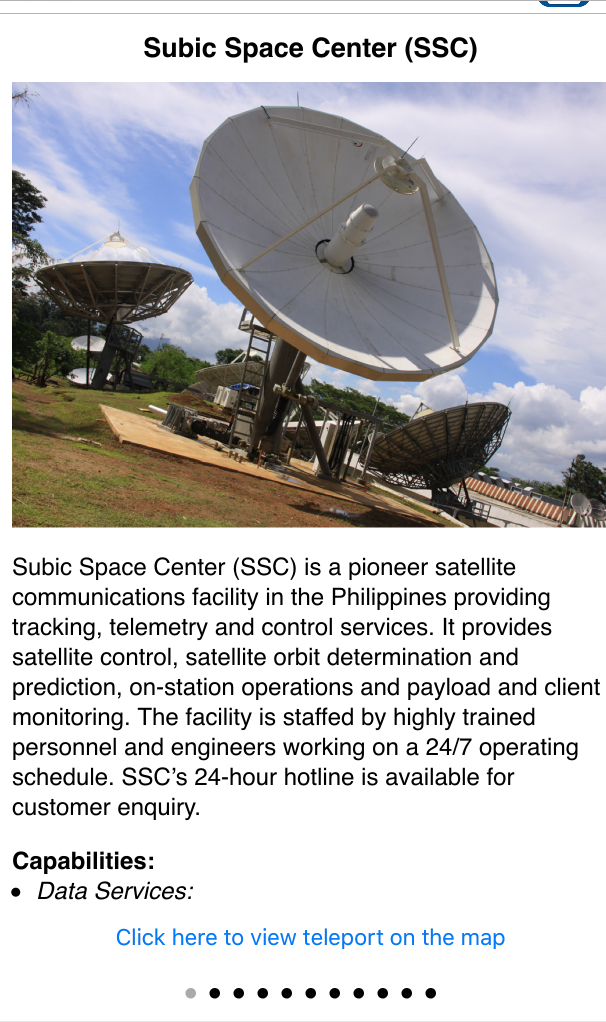 Subic Space Center (SSC)
Subic Space Center (SSC) is a pioneer satellite
communications facility in the Philippines providing
tracking, telemetry and control services. It provides
satellite control, satellite orbit determination and
prediction, on-station operations and payload and client
monitoring. The facility is staffed by highly trained
personnel and engineers working on a 24/7 operating
schedule. SSC’s 24-hour hotline is available for
customer enquiry.
Capabilities:
• Data Services:
Click here to view teleport on the map